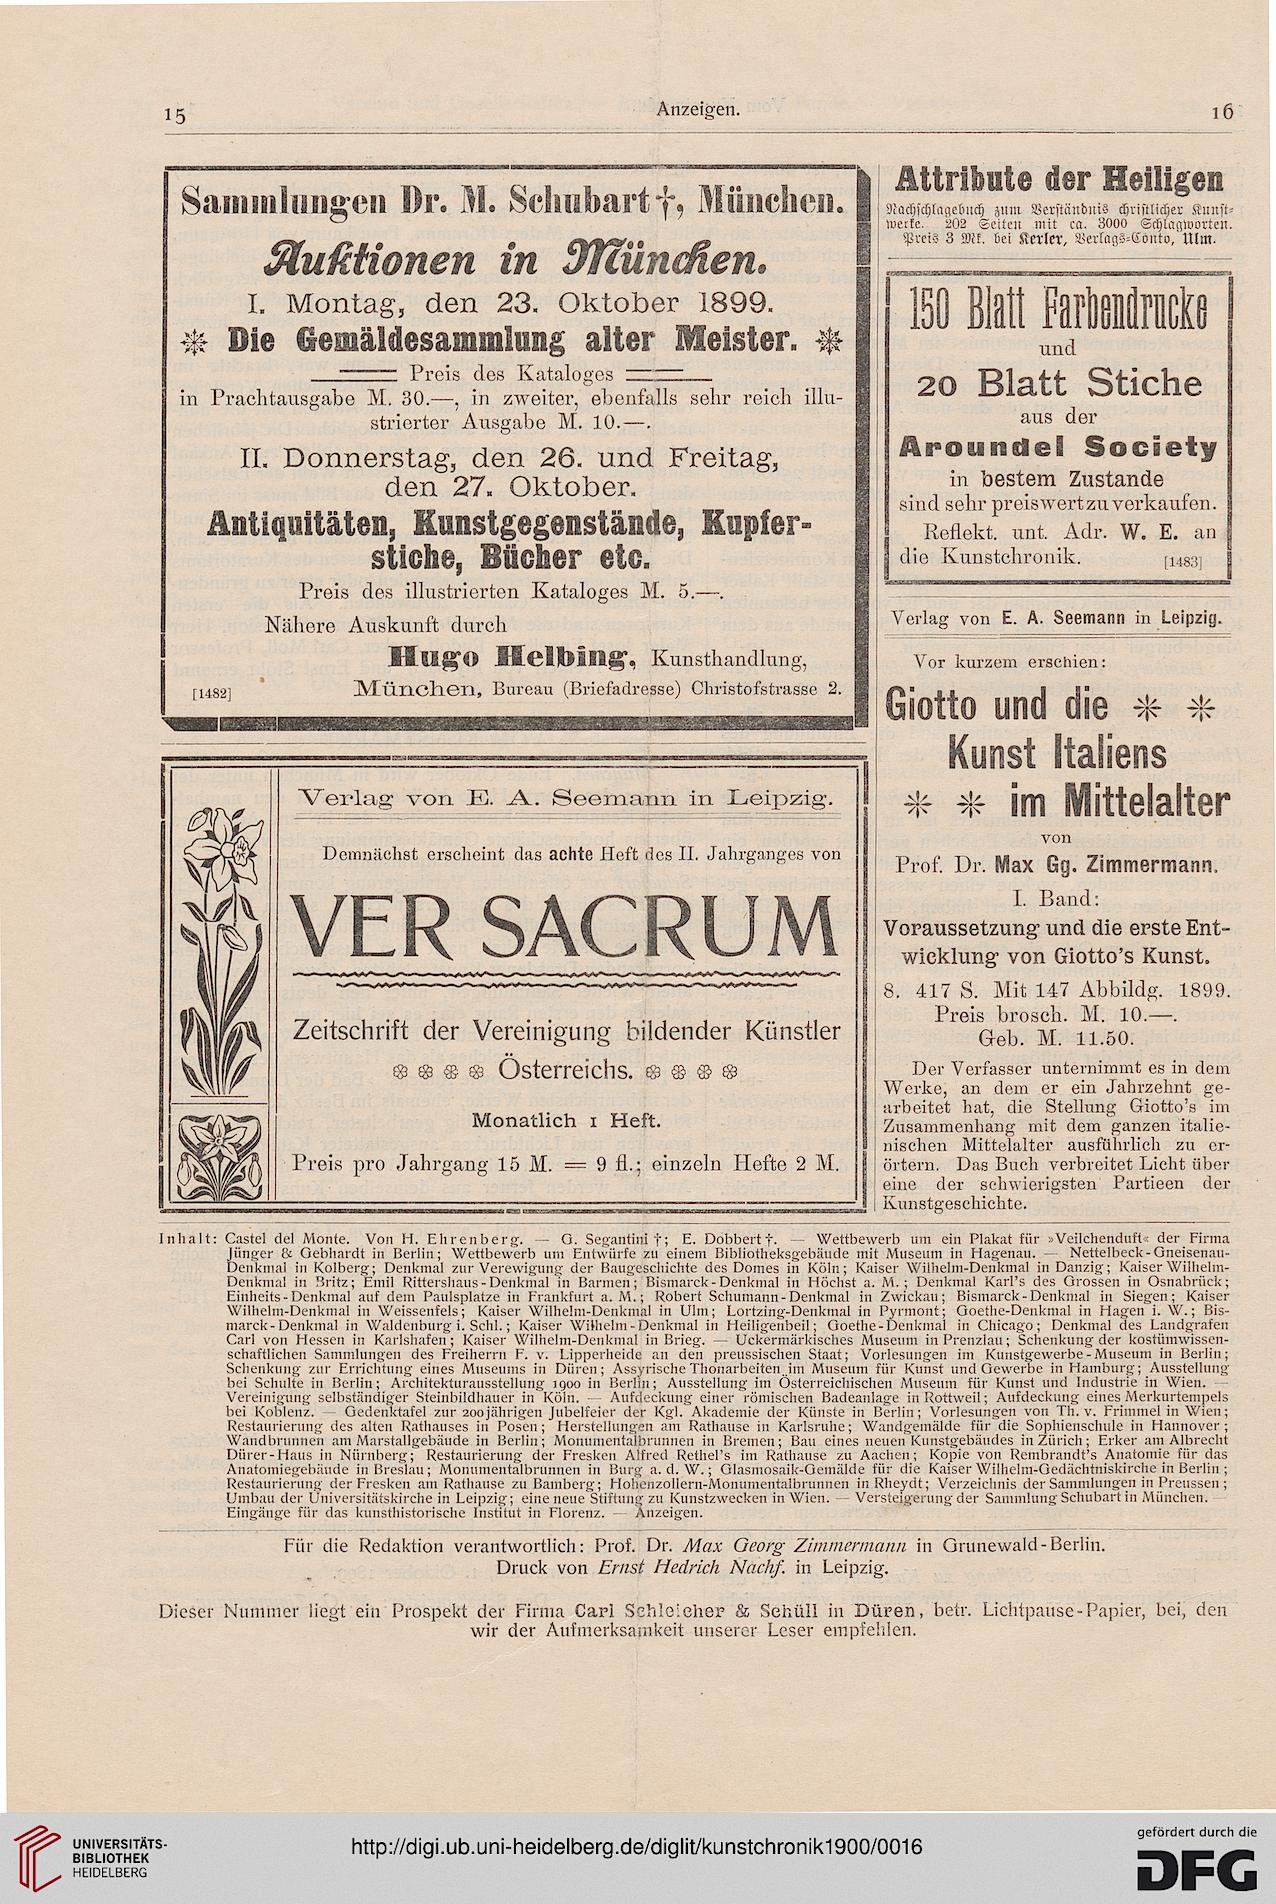 15
Anzeigen.
16
Sammlungen Dr. M. Schubart †, München.
Auktionen in München.
I. Montag, den 23. Oktober 1899.
Die Gemäldesammlung alter Meister.
Preis des Kataloges
in Prachtausgabe M. 30.—, in zweiter, ebenfalls sehr reich illu-
strierter Ausgabe M. 10.—.
II. Donnerstag, den 26. und Freitag,
den 27. Oktober.
Antiquitäten, Kunstgegenstände, Kupfer-
stiche, Bücher etc.
Preis des illustrierten Kataloges M. 5.—.
Nähere Auskunft durch
Hugo Helbing, Kunsthandlung,
[1482] München, Bureau (Briefadresse) Christofstrasse 2.
Verlag von E. A. Seemann in Leipzig.
Demnächst erscheint das achte Heft des II. Jahrganges von
VER SACRUM
Zeitschrift der Vereinigung bildender Künstler
Österreichs.
Monatlich 1 Heft.
Preis pro Jahrgang 15 M. = 9 fl.; einzeln Hefte 2 M.
Attribute der Heiligen
Nachschlagebuch zum Verständnis christlicher Kunst-
werke. 202 Seiten mit ca. 3000 Schlagworten.
Preis 3 Mk. bei Kerler, Verlags-Conto, Ulm.
150 Blatt Farbendrucke
und
20 Blatt Stiche
aus der
Aroundel Society
in bestem Zustande
sind sehr preiswert zu verkaufen.
Reflekt. unt. Adr. W. E. an
die Kunstchronik. [1483]
Verlag von E. A. Seemann in Leipzig.
Vor kurzem erschien:
Giotto und die
Kunst Italiens
im Mittelalter
von
Prof. Dr. Max Gg. Zimmermann.
I. Band:
Voraussetzung und die erste Ent-
wicklung von Giotto's Kunst.
8. 417 S. Mit 147 Abbildg. 1899.
Preis brosch. M. 10.—.
Geb. M. 11.50.
Der Verfasser unternimmt es in dem
Werke, an dem er ein Jahrzehnt ge-
arbeitet hat, die Stellung Giotto's im
Zusammenhang mit dem ganzen italie-
nischen Mittelalter ausführlich zu er-
örtern. Das Buch verbreitet Licht über
eine der schwierigsten Partieen der
Kunstgeschichte.
Inhalt: Castel del Monte. Von H. Ehrenberg. — G. Segantini †; E. Dobbert †. — Wettbewerb um ein Plakat für »Veilchenduft« der Firma
Jünger & Gebhardt in Berlin; Wettbewerb um Entwürfe zu einem Bibliotheksgebäude mit Museum in Hagenau. — Nettelbeck-Gneisenau-
Denkmal in Kolberg; Denkmal zur Verewigung der Baugeschichte des Domes in Köln; Kaiser Wilhelm-Denkmal in Danzig; Kaiser Wilhelm-
Denkmal in Britz; Emil Rittershaus-Denkmal in Barmen; Bismarck-Denkmal in Höchst a. M.; Denkmal Karl's des Grossen in Osnabrück;
Einheits-Denkmal auf dem Paulsplatze in Frankfurt a. M.; Robert Schumann-Denkmal in Zwickau; Bismarck-Denkmal in Siegen; Kaiser
Wilhelm-Denkmal in Weissenfels; Kaiser Wilhelm-Denkmal in Ulm; Lortzing-Denkmal in Pyrmont; Goethe-Denkmal in Hagen i. W.; Bis-
marck-Denkmal in Waldenburg i. Schl.; Kaiser Wilhelm-Denkmal in Heiligenbeil; Goethe-Denkmal in Chicago; Denkmal des Landgrafen
Carl von Hessen in Karlshafen; Kaiser Wilhelm-Denkmal in Brieg. — Uckermärkisches Museum in Prenzlau; Schenkung der kostümwissen-
schaftlichen Sammlungen des Freiherrn F. v. Lipperheide an den preussischen Staat; Vorlesungen im Kunstgewerbe-Museum in Berlin;
Schenkung zur Errichtung eines Museums in Düren; Assyrische Thonarbeiten im Museum für Kunst und Gewerbe in Hamburg; Ausstellung
bei Schulte in Berlin; Architekturausstellung 1900 in Berlin; Ausstellung im Österreichischen Museum für Kunst und Industrie in Wien. —
Vereinigung selbständiger Steinbildhauer in Köln. — Aufdeckung einer römischen Badeanlage in Rottweil; Aufdeckung eines Merkurtempels
bei Koblenz. — Gedenktafel zur 200jährigen Jubelfeier der Kgl. Akademie der Künste in Berlin; Vorlesungen von Th. v. Frimmel in Wien;
Restaurierung des alten Rathauses in Posen; Herstellungen am Rathause in Karlsruhe; Wandgemälde für die Sophienschule in Hannover;
Wandbrunnen am Marstallgebäude in Berlin; Monumentalbrunnen in Bremen; Bau eines neuen Kunstgebäudes in Zürich; Erker am Albrecht
Dürer-Haus in Nürnberg; Restaurierung der Fresken Alfred Rethel's im Rathause zu Aachen; Kopie von Rembrandt's Anatomie für das
Anatomiegebäude in Breslau; Monumentalbrunnen in Burg a. d. W.; Glasmosaik-Gemälde für die Kaiser Wilhelm-Gedächtniskirche in Berlin;
Restaurierung der Fresken am Rathause zu Bamberg; Hohenzollern-Monumentalbrunnen in Rheydt; Verzeichnis der Sammlungen in Preussen;
Umbau der Universitätskirche in Leipzig; eine neue Stiftung zu Kunstzwecken in Wien. — Versteigerung der Sammlung Schubart in München. —
Eingänge für das kunsthistorische Institut in Florenz. — Anzeigen.
Für die Redaktion verantwortlich: Prof. Dr. Max Georg Zimmermann in Grunewald-Berlin.
Druck von Ernst Hedrich Nachf. in Leipzig.
Dieser Nummer liegt ein Prospekt der Firma Carl Schleicher & Schüll in Düren, betr. Lichtpause-Papier, bei, den
wir der Aufmerksamkeit unserer Leser empfehlen.
UNIVERSITÄTS-
BIBLIOTHEK
HEIDELBERG
http://digi.ub.uni-heidelberg.de/diglit/kunstchronik1900/0016
gefördert durch die
DFG